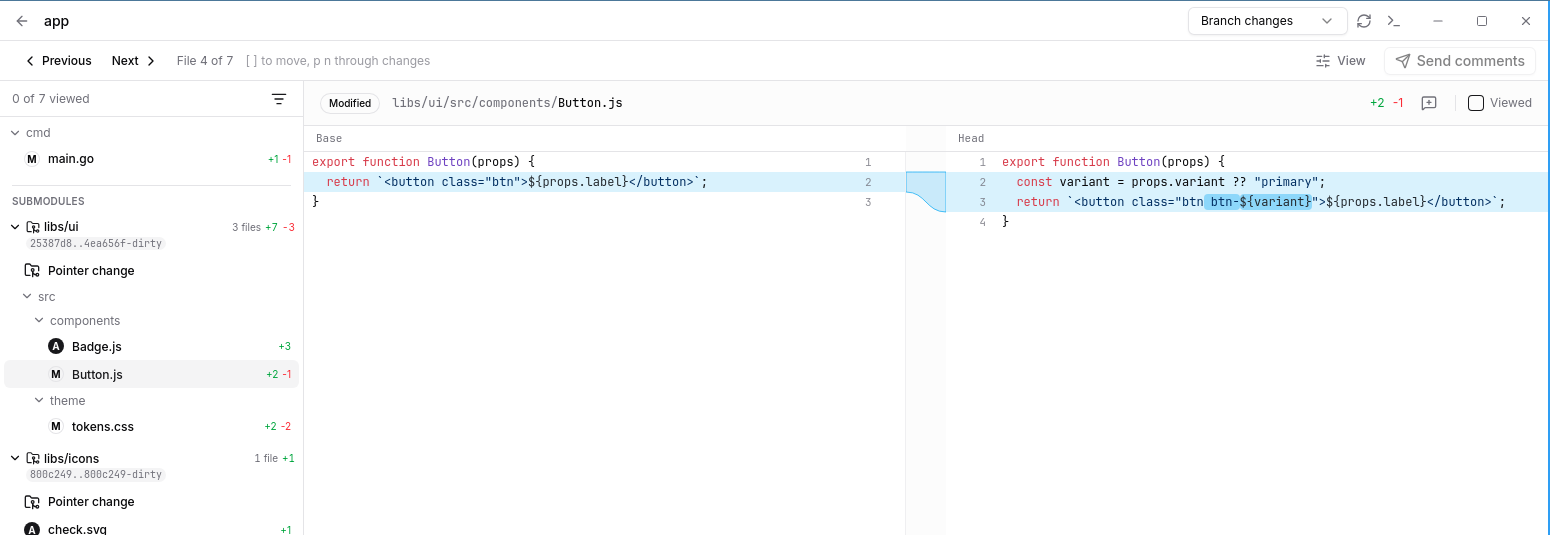 app
Branch changes
Previous Next File 4 of 7 [ ] to move, p n through changes
View Send comments
0 of 7 viewed
cmd
M main.go +1 -1
SUBMODULES
libs/ui 3 files +7 -3
25387d8..4ea656f-dirty
Pointer change
src
components
A Badge.js +3
M Button.js +2 -1
theme
M tokens.css +2 -2
libs/icons 1 file +1
800c249..800c249-dirty
Pointer change
A check.svg +1
Modified libs/ui/src/components/Button.js +2 -1 Viewed
Base
export function Button(props) { 1
return `<button class="btn">${props.label}</button>`; 2
} 3
Head
1 export function Button(props) {
2 const variant = props.variant ?? "primary";
3 return `<button class="btn btn-${variant}">${props.label}</button>`;
4 }